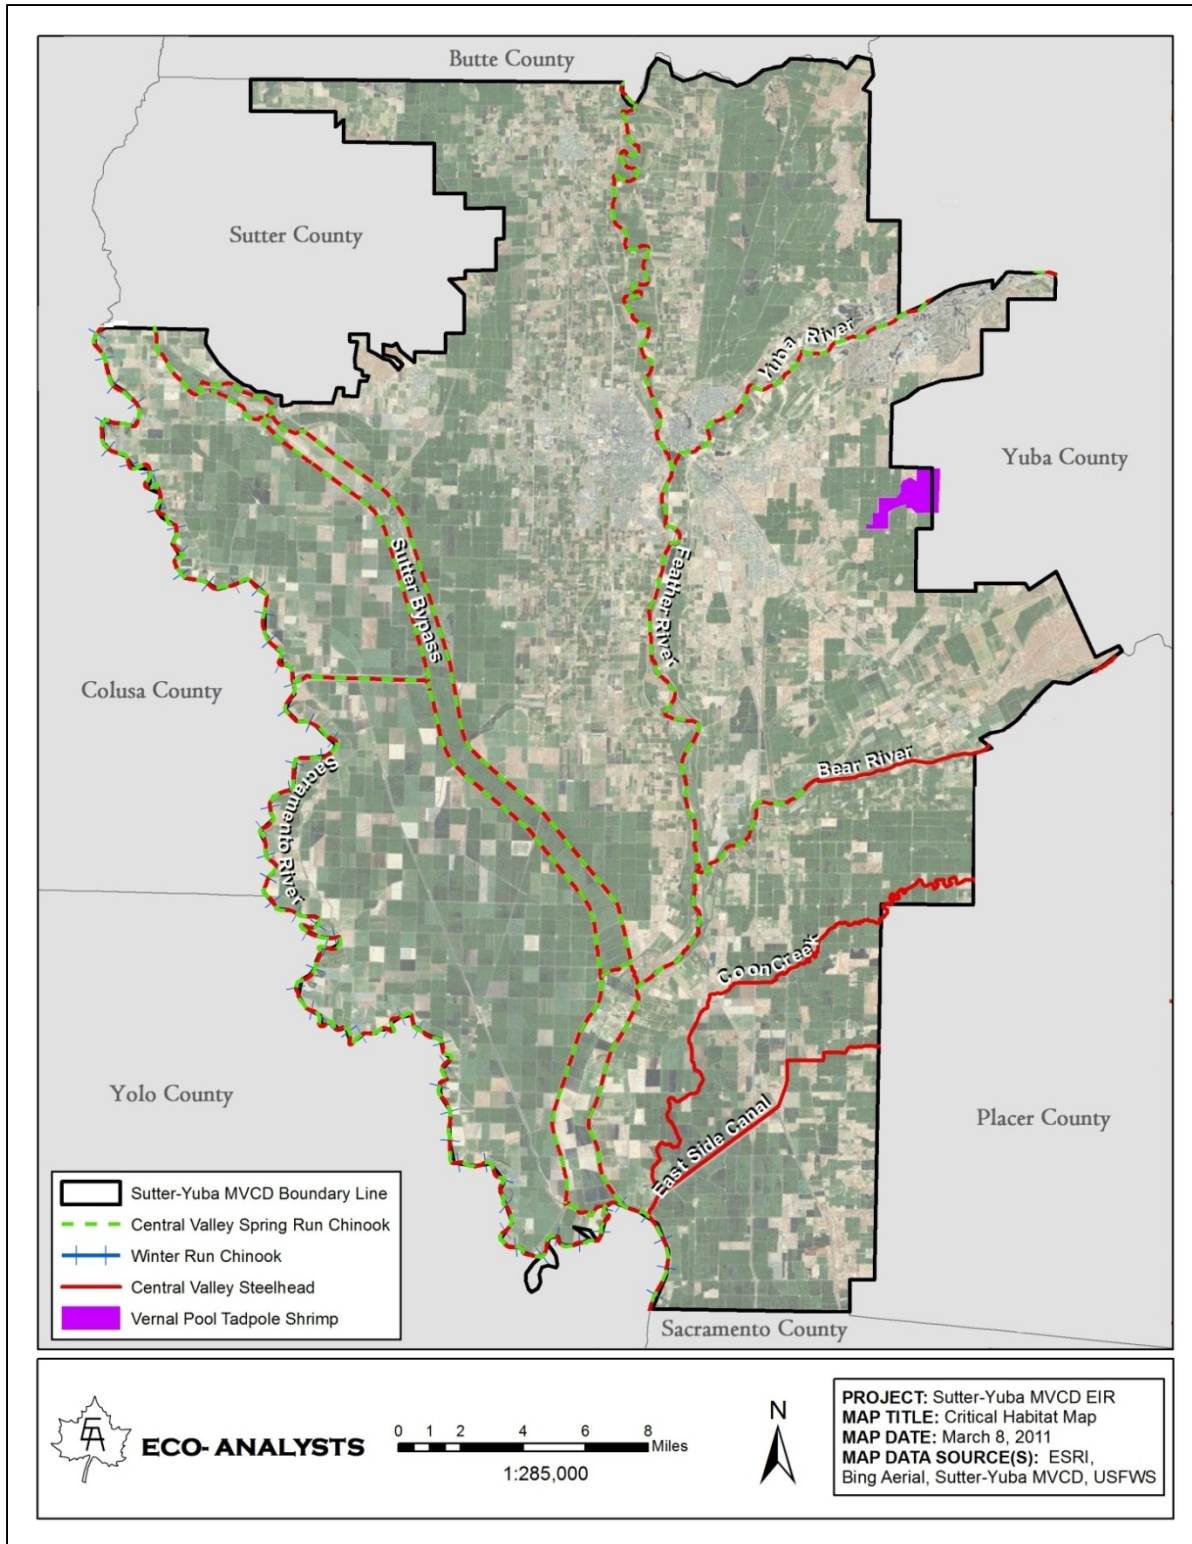 Butte County
Sutter County
Yuba River
Yuba County
Sutter Bypass
Feather River
Colusa County
Sacramento River
Bear River
Coon Creek
Yolo County
East Side Canal
Placer County
Sacramento County
Sutter-Yuba MVCD Boundary Line
Central Valley Spring Run Chinook
Winter Run Chinook
Central Valley Steelhead
Vernal Pool Tadpole Shrimp
EA
ECO-ANALYSTS
0 1 2 4 6 8
Miles
1:285,000
N
PROJECT: Sutter-Yuba MVCD EIR
MAP TITLE: Critical Habitat Map
MAP DATE: March 8, 2011
MAP DATA SOURCE(S): ESRI,
Bing Aerial, Sutter-Yuba MVCD, USFWS